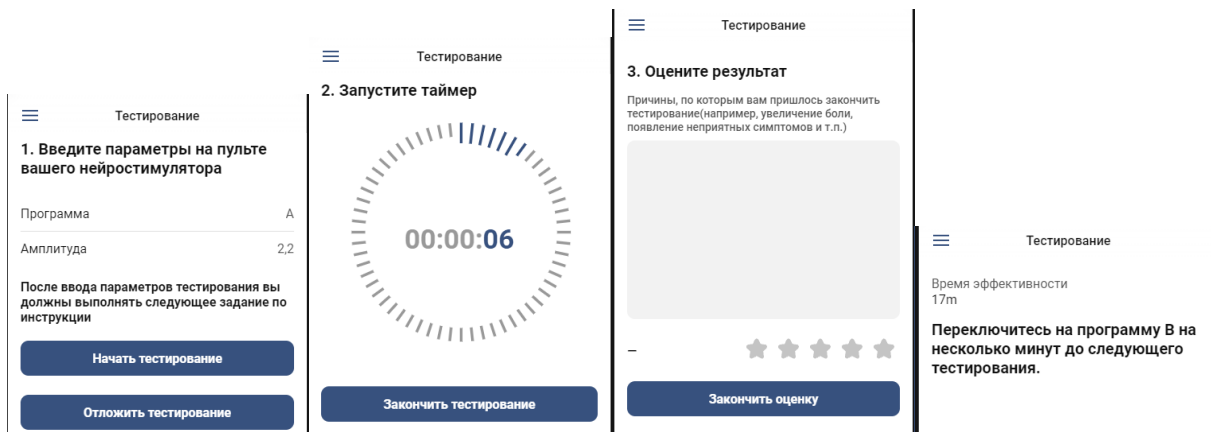 Тестирование
1. Введите параметры на пульте
вашего нейростимулятора
Программа A
Амплитуда 2,2
После ввода параметров тестирования вы
должны выполнять следующее задание по
инструкции
Начать тестирование
Отложить тестирование
Тестирование
2. Запустите таймер
00:00:06
Закончить тестирование
Тестирование
3. Оцените результат
Причины, по которым вам пришлось закончить
тестирование(например, увеличение боли,
появление неприятных симптомов и т.п.)
–
Закончить оценку
Тестирование
Время эффективности
17m
Переключитесь на программу B на
несколько минут до следующего
тестирования.